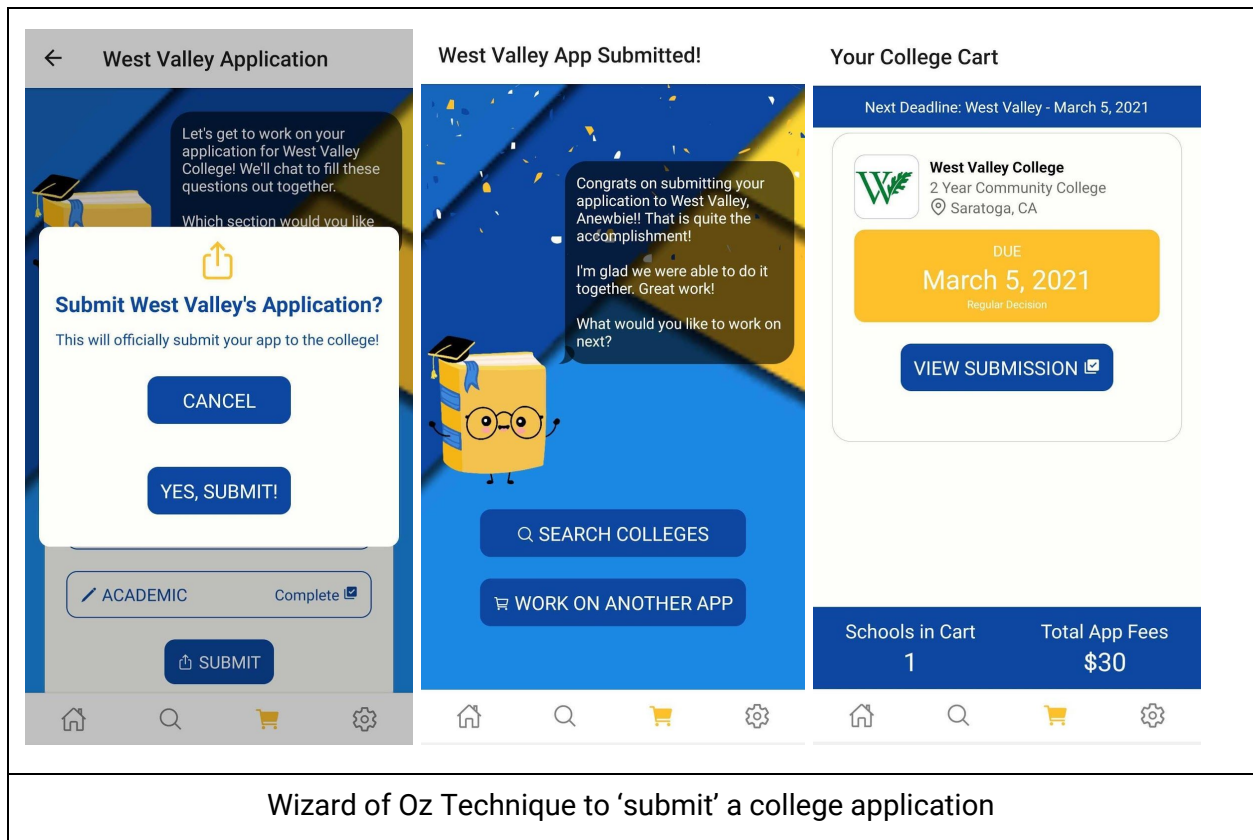 West Valley Application
Let's get to work on your
application for West Valley
College! We'll chat to fill these
questions out together.
Which section would you like
Submit West Valley's Application?
This will officially submit your app to the college!
CANCEL
YES, SUBMIT!
ACADEMIC Complete
SUBMIT
West Valley App Submitted!
Congrats on submitting your
application to West Valley,
Anewbie!! That is quite the
accomplishment!
I'm glad we were able to do it
together. Great work!
What would you like to work on
next?
SEARCH COLLEGES
WORK ON ANOTHER APP
Your College Cart
Next Deadline: West Valley - March 5, 2021
W
West Valley College
2 Year Community College
Saratoga, CA
DUE
March 5, 2021
Regular Decision
VIEW SUBMISSION
Schools in Cart Total App Fees
1 $30
Wizard of Oz Technique to ‘submit’ a college application